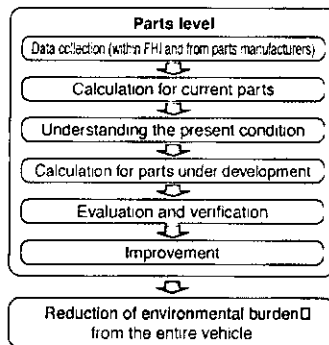 Parts level
Data collection (within FHI and from parts manufacturers)
Calculation for current parts
Understanding the present condition
Calculation for parts under development
Evaluation and verification
Improvement
Reduction of environmental burden
from the entire vehicle